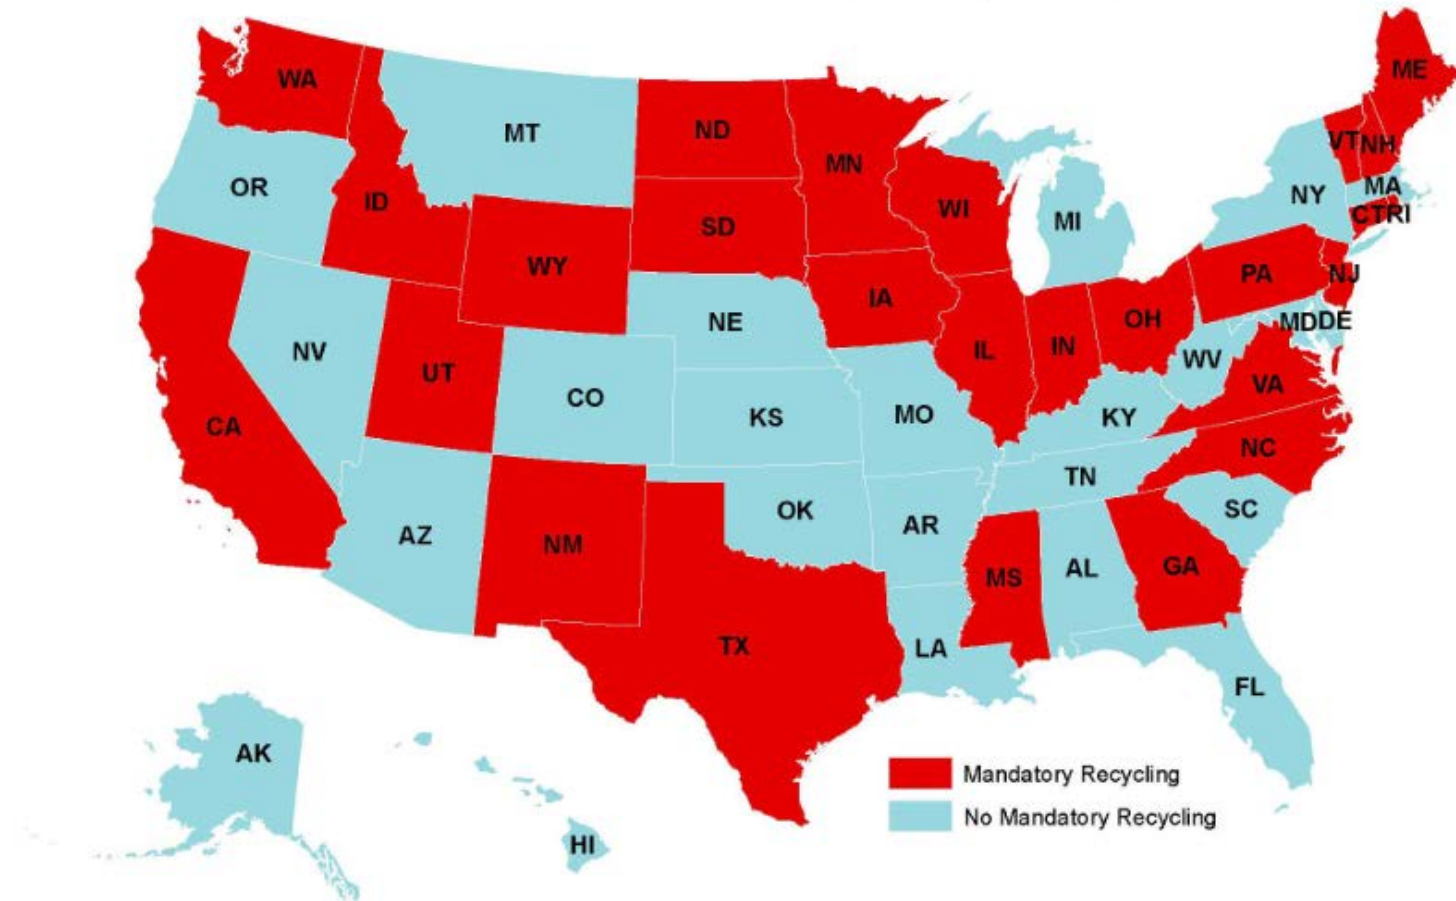 WA
MT
ND
MN
ME
VT
NH
OR
ID
SD
WI
MI
NY
MA
CT
RI
WY
IA
PA
NJ
NV
UT
NE
IL
IN
OH
MD
DE
CA
CO
KS
MO
WV
KY
VA
NC
AZ
NM
OK
AR
TN
SC
MS
AL
GA
TX
LA
FL
AK
HI
Mandatory Recycling
No Mandatory Recycling